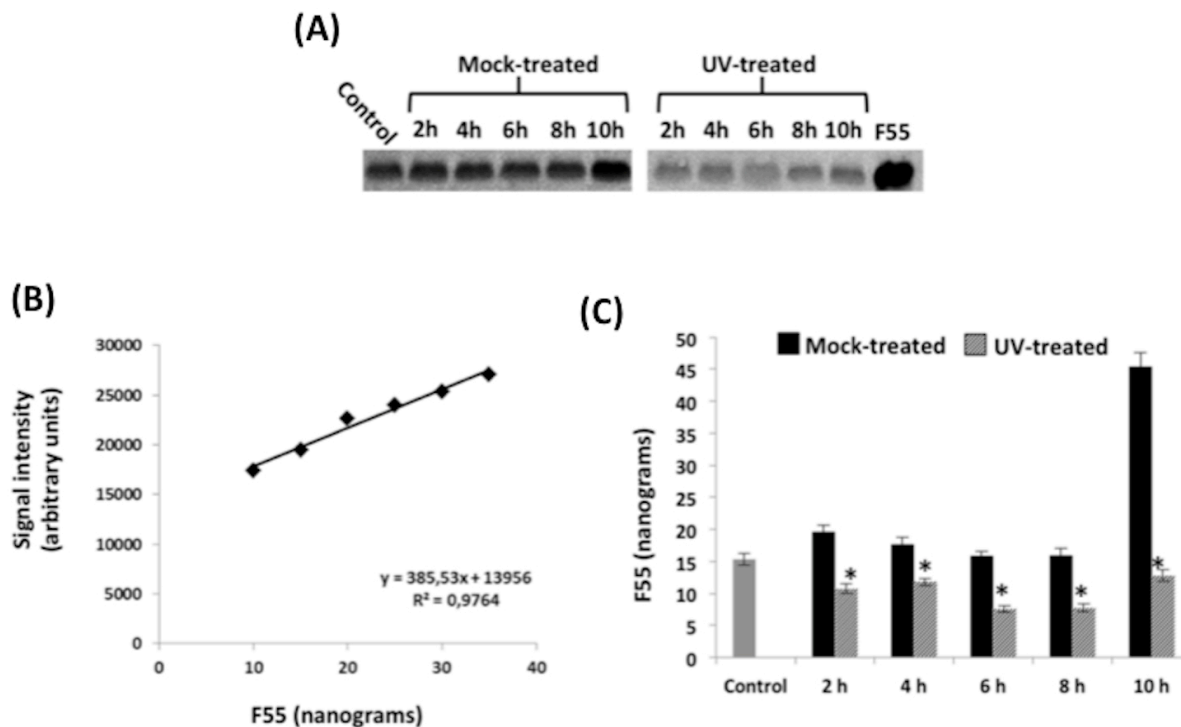 (A)
Mock-treated UV-treated
Control 2h 4h 6h 8h 10h 2h 4h 6h 8h 10h F55
(B)
Signal intensity
(arbitrary units)
30000
25000
20000
15000
10000
5000
0
y = 385,53x + 13956
R² = 0,9764
0 10 20 30 40
F55 (nanograms)
(C)
Mock-treated UV-treated
F55 (nanograms)
50
45
40
35
30
25
20
15
10
5
0
* * * * *
Control 2 h 4 h 6 h 8 h 10 h